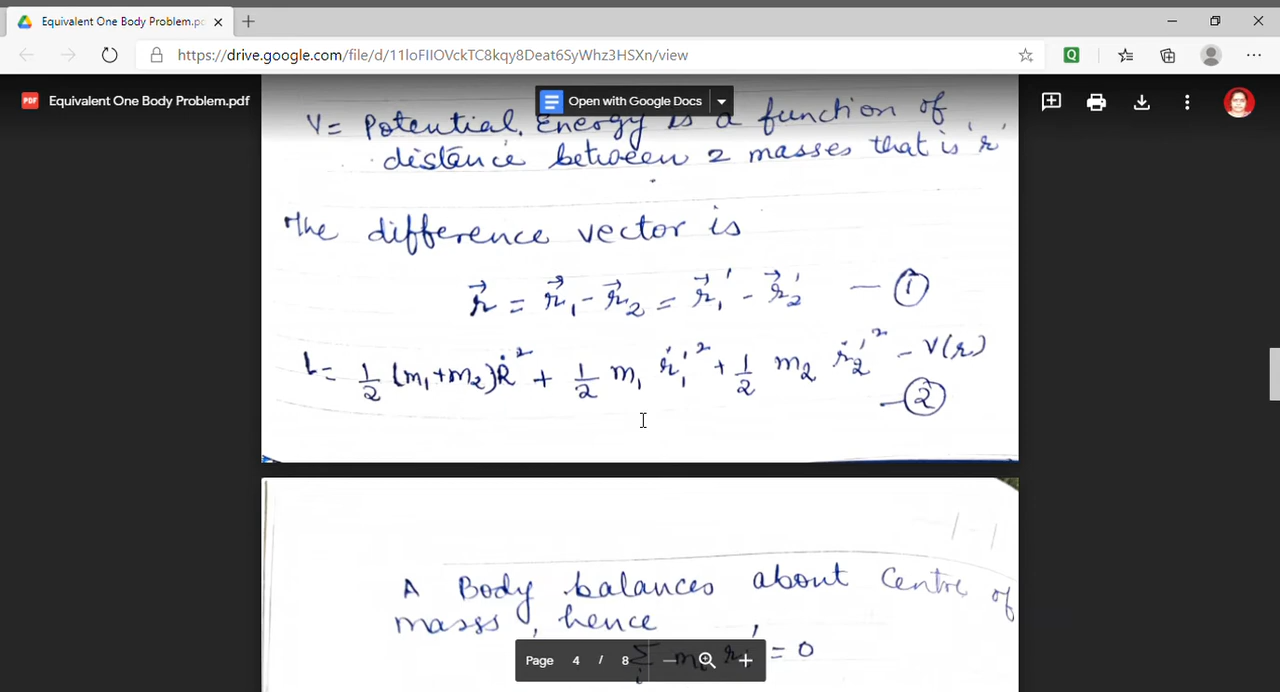 Equivalent One Body Problem.pc
https://drive.google.com/file/d/11loFIIOVckTC8kqy8Deat6SyWhz3HSXn/view
PDF Equivalent One Body Problem.pdf
Open with Google Docs
V = Potential Energy is a function of
distance between 2 masses that is 'r'
The difference vector is
r⃗ = r⃗₁ - r⃗₂ = r⃗₁' - r⃗₂' — ①
L = 1/2 (m₁+m₂)Ṙ² + 1/2 m₁ ṙ₁'² + 1/2 m₂ ṙ₂'² - V(r)
— ②
A Body balances about Centre of
masss, hence
Page 4 / 8
= 0